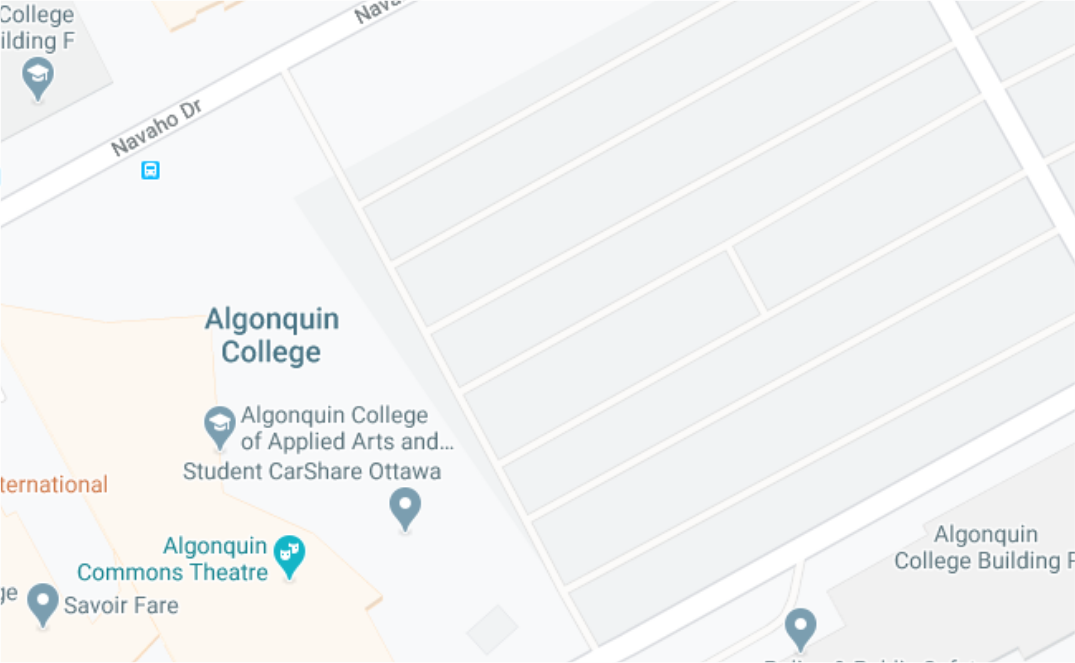 College
ilding F
Nava
Navaho Dr
Algonquin
College
Algonquin College
of Applied Arts and...
Student CarShare Ottawa
ternational
Algonquin
Commons Theatre
ge
Savoir Fare
Algonquin
College Building P